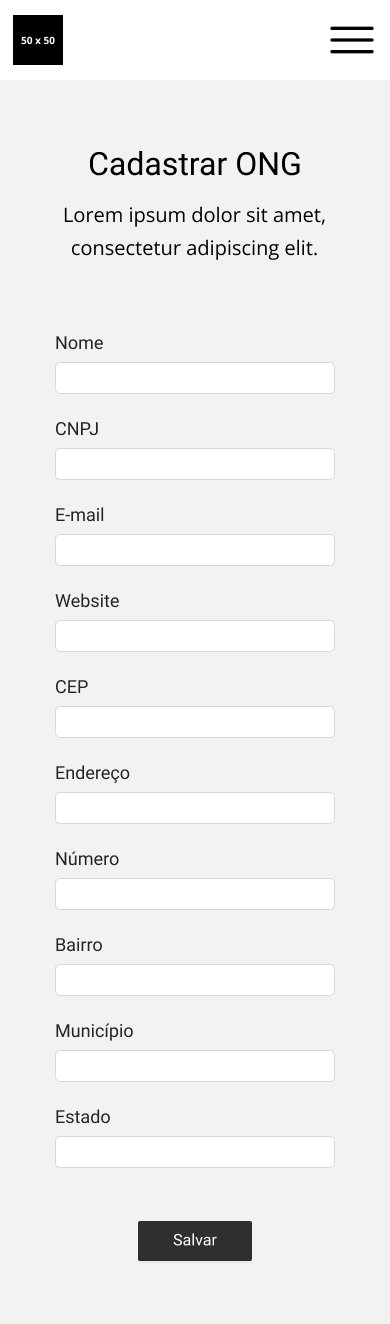 50 x 50
Cadastrar ONG
Lorem ipsum dolor sit amet,
consectetur adipiscing elit.
Nome
CNPJ
E-mail
Website
CEP
Endereço
Número
Bairro
Município
Estado
Salvar